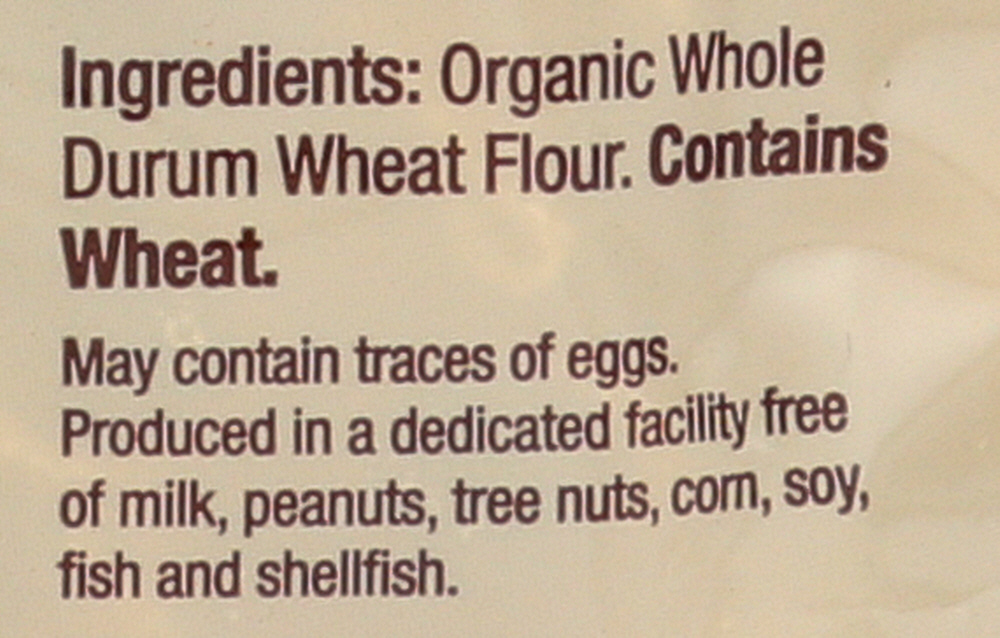 Ingredients: Organic Whole
Durum Wheat Flour. Contains
Wheat.
May contain traces of eggs.
Produced in a dedicated facility free
of milk, peanuts, tree nuts, corn, soy,
fish and shellfish.